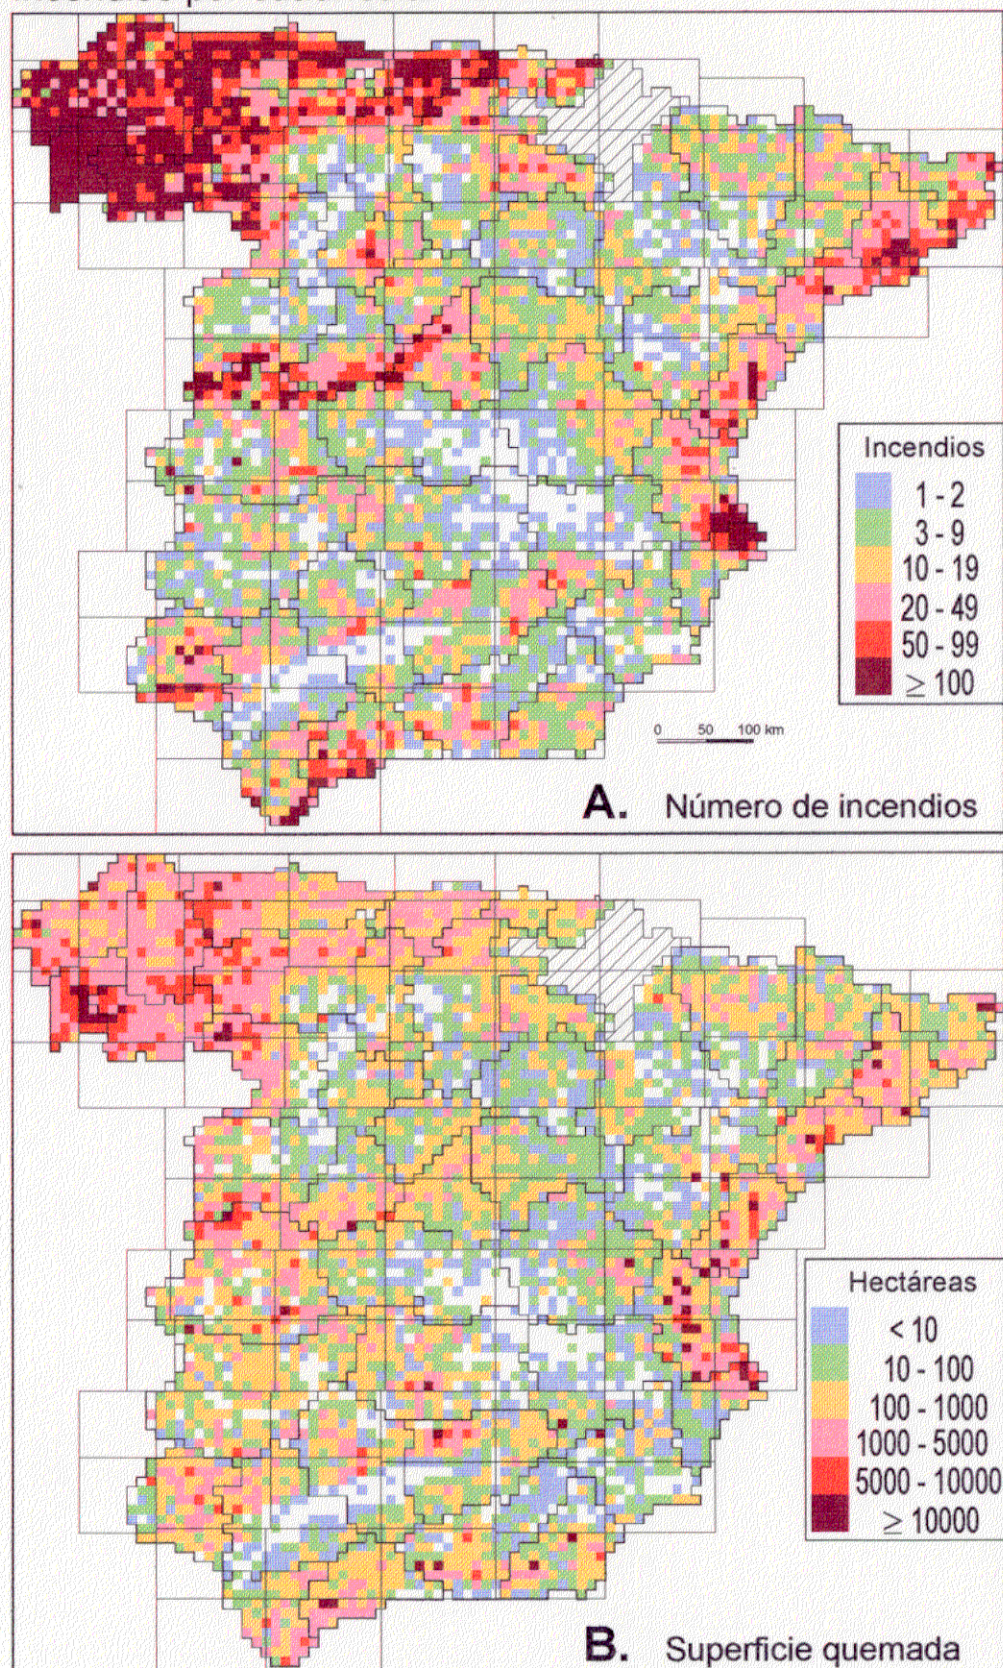 Incendios
1 - 2
3 - 9
10 - 19
20 - 49
50 - 99
≥ 100
0 50 100 km
A. Número de incendios
Hectáreas
< 10
10 - 100
100 - 1000
1000 - 5000
5000 - 10000
≥ 10000
B. Superficie quemada